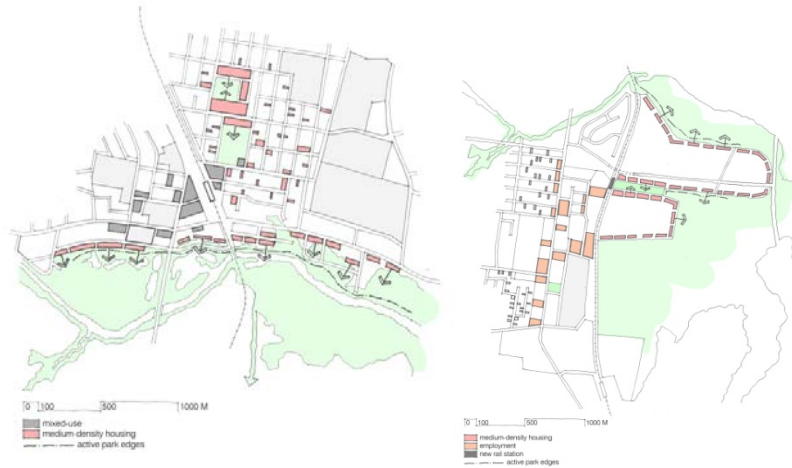 0 100 500 1000 M
mixed-use
medium-density housing
active park edges
0 100 500 1000 M
medium-density housing
employment
new rail station
active park edges